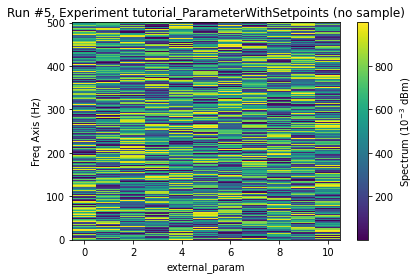 Run #5, Experiment tutorial_ParameterWithSetpoints (no sample)
500
400
300
200
100
0
Freq Axis (Hz)
0 2 4 6 8 10
external_param
800
600
400
200
Spectrum (10⁻³ dBm)